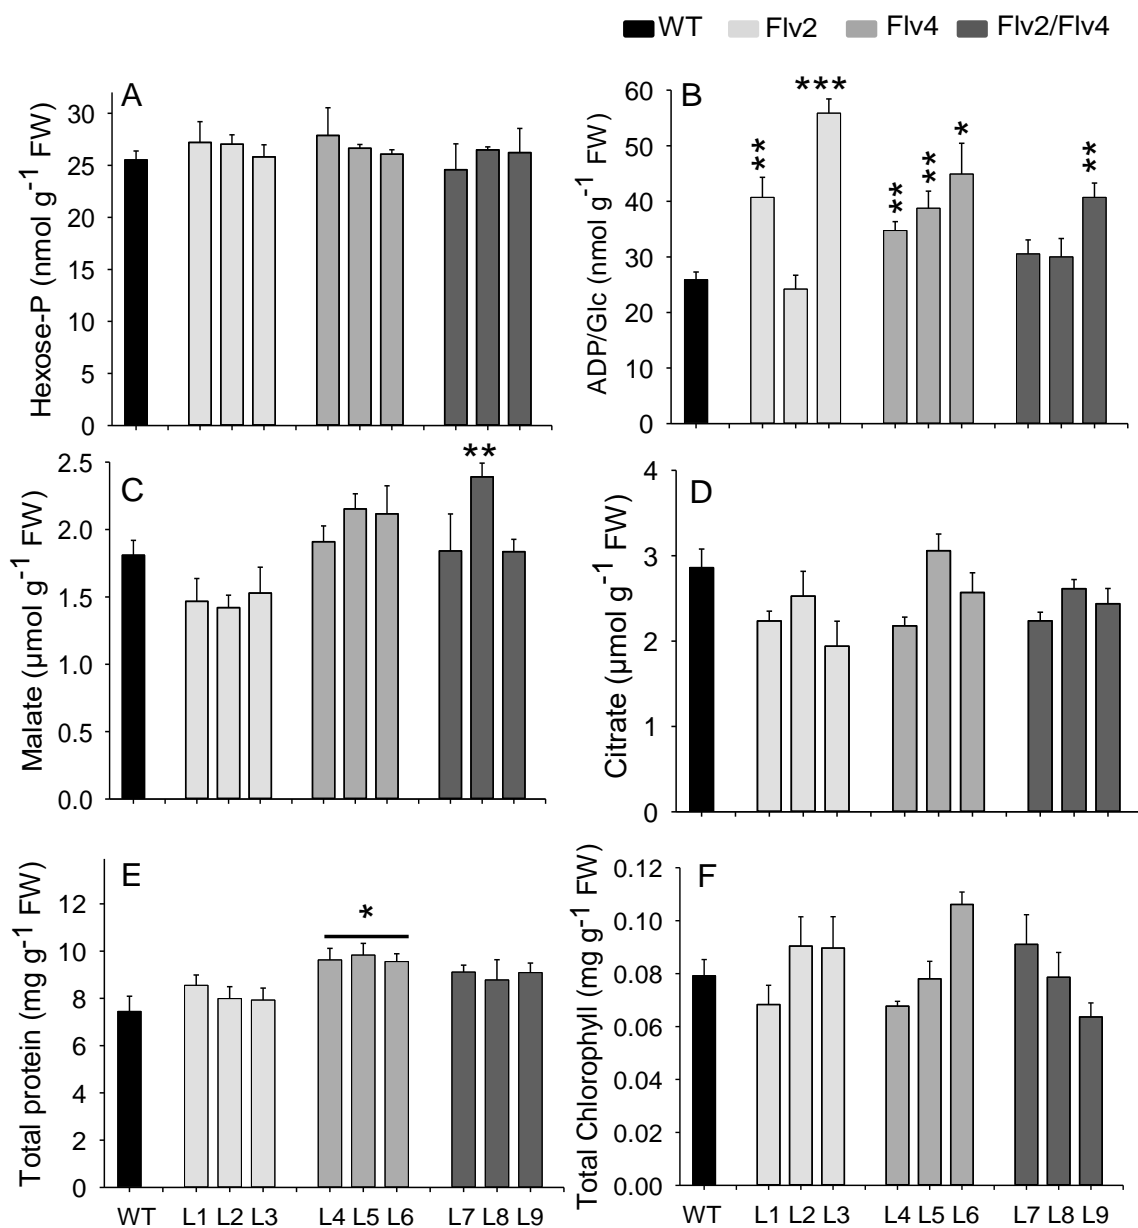 WT Flv2 Flv4 Flv2/Flv4
A
Hexose-P (nmol g-1 FW)
30
25
20
15
10
5
0
B
ADP/Glc (nmol g-1 FW)
60
50
40
30
20
10
0
** *** ** ** * **
C
Malate (µmol g-1 FW)
2.5
2.0
1.5
1.0
0.5
0.0
**
D
Citrate (µmol g-1 FW)
4
3
2
1
0
E
Total protein (mg g-1 FW)
12
10
8
6
4
2
0
*
WT L1 L2 L3 L4 L5 L6 L7 L8 L9
F
Total Chlorophyll (mg g-1 FW)
0.12
0.10
0.08
0.06
0.04
0.02
0.00
WT L1 L2 L3 L4 L5 L6 L7 L8 L9